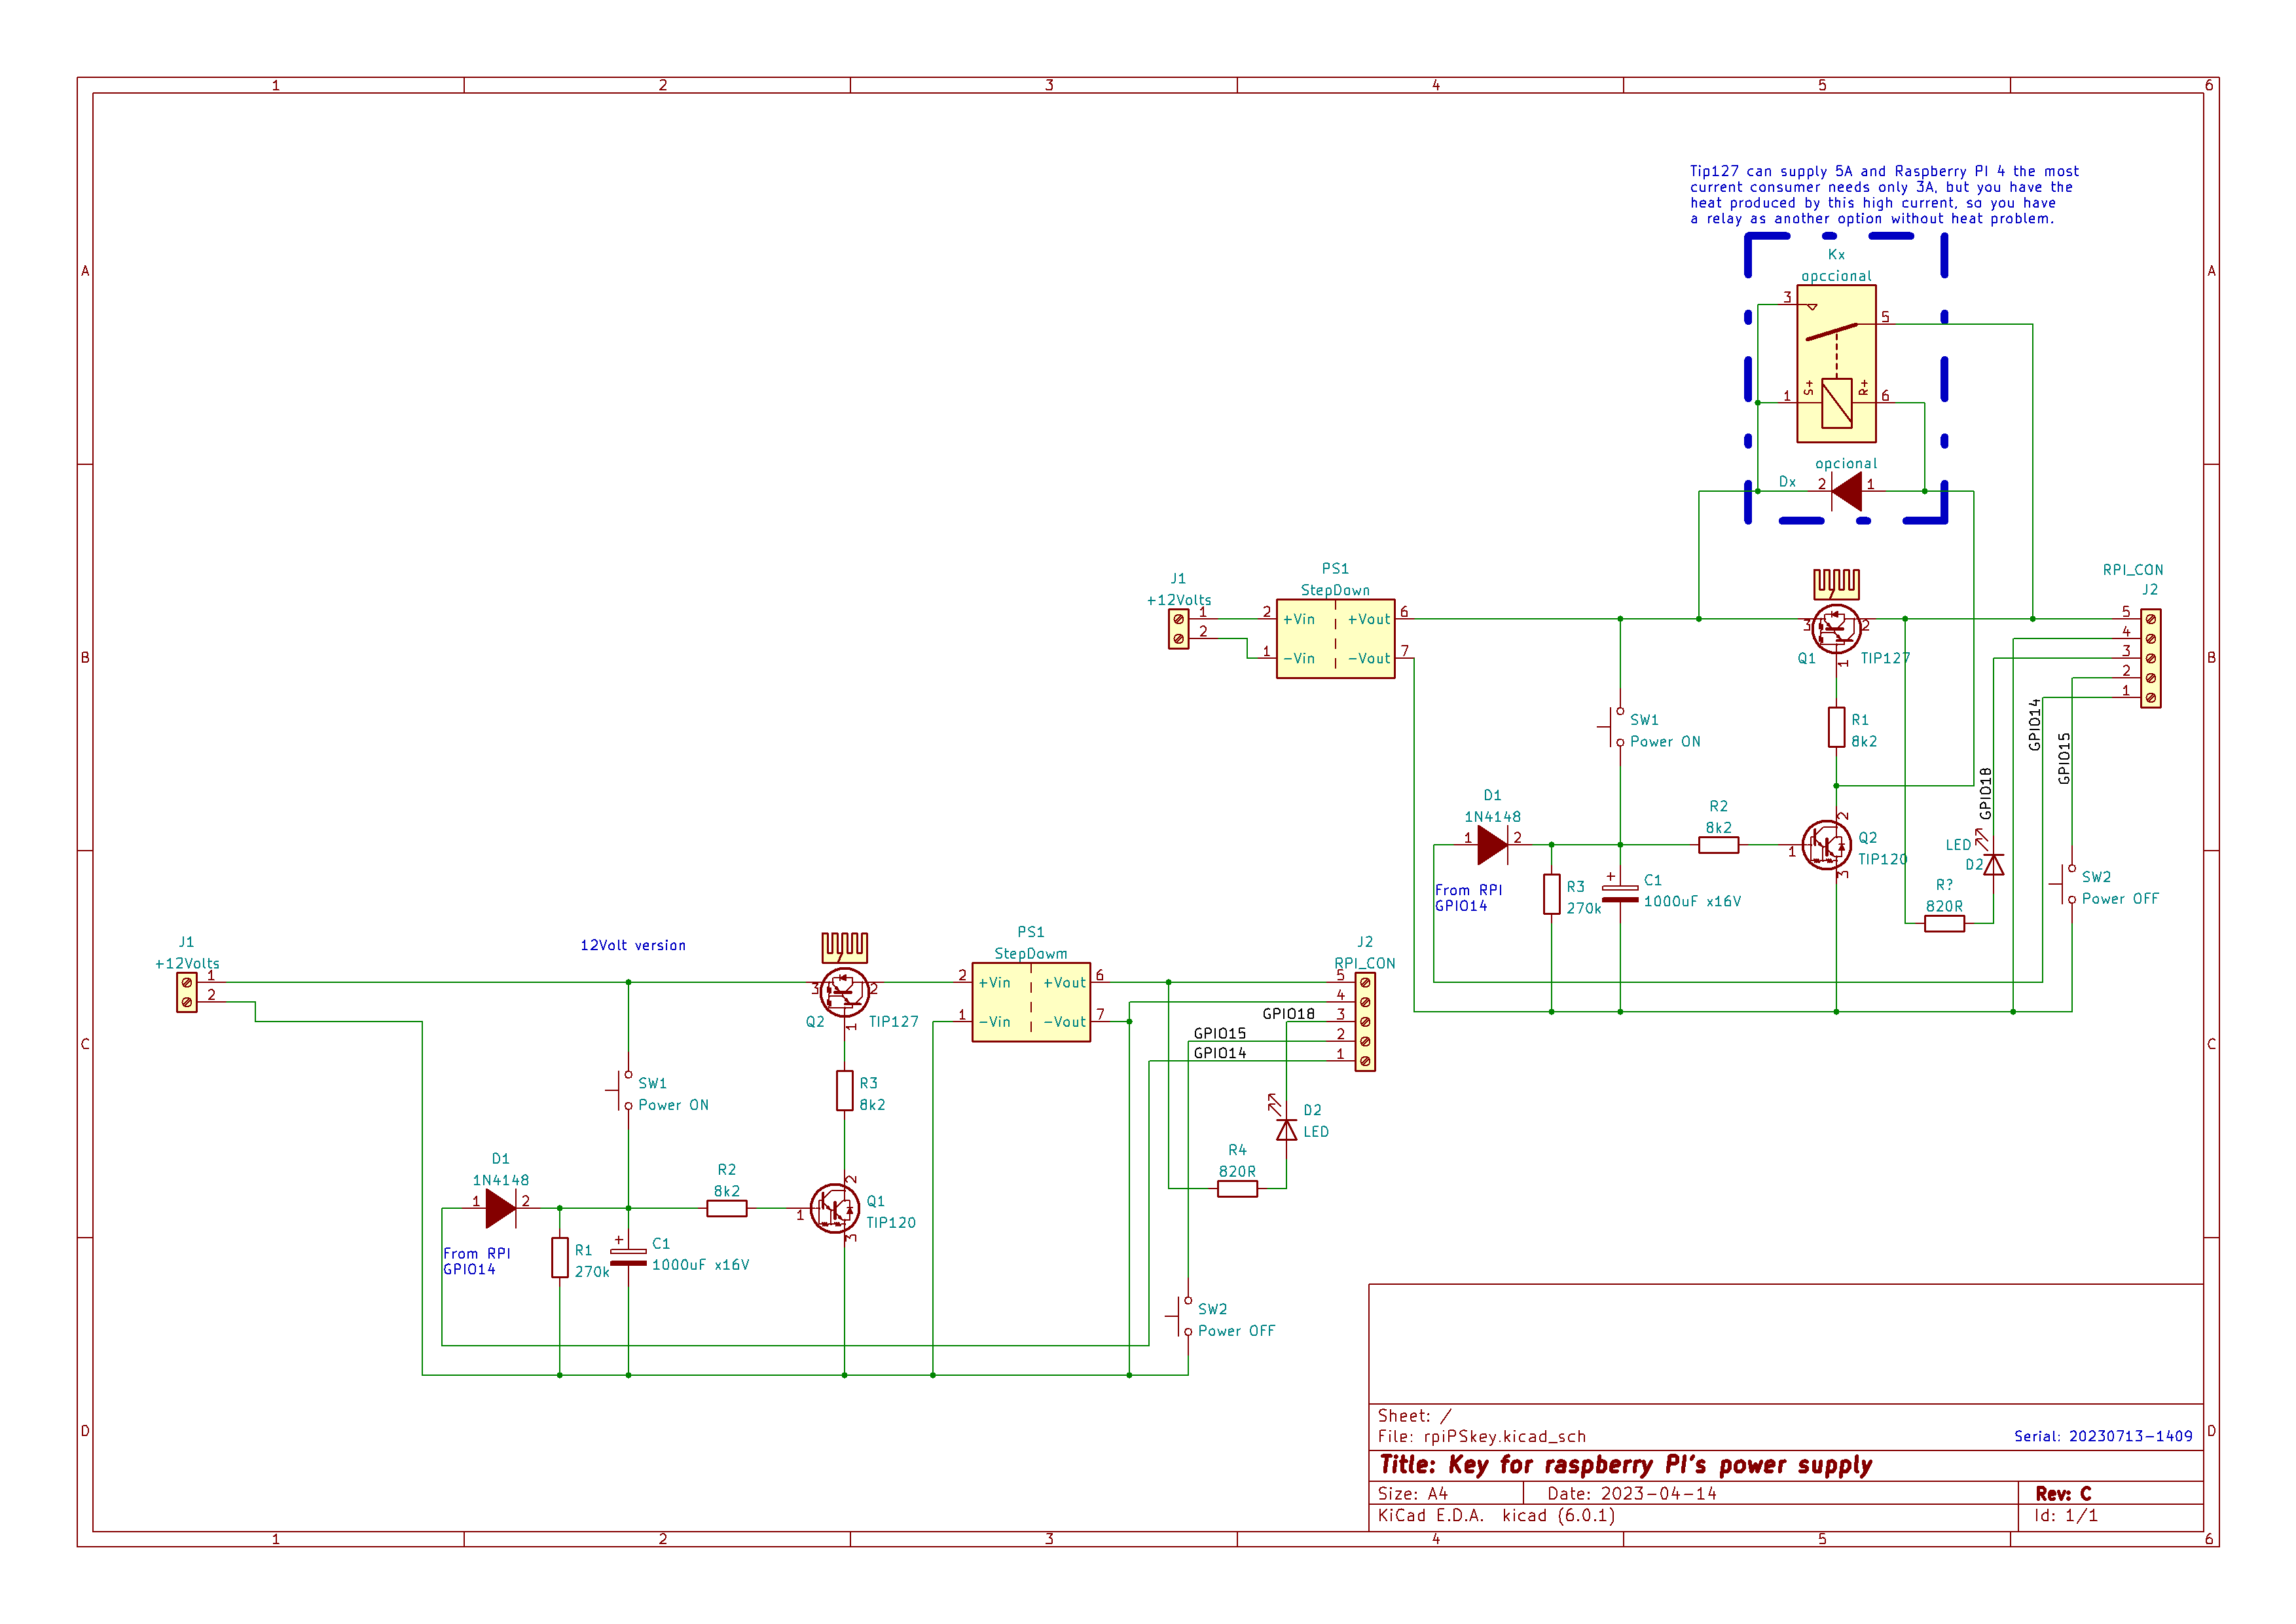 1 2 3 4 5 6
A
B
C
D
A
B
C
D
1 2 3 4 5 6
Tip127 can supply 5A and Raspberry PI 4 the most
current consumer needs only 3A, but you have the
heat produced by this high current, so you have
a relay as another option without heat problem.
Kx
opccional
3
5
1
S+
R+
6
opcional
Dx
2
1
J1
+12Volts
1
2
PS1
StepDown
2
+Vin
+Vout
6
1
-Vin
-Vout
7
3
2
1
Q1
TIP127
RPI_CON
J2
5
4
3
2
1
GPIO14
GPIO15
GPIO18
SW1
Power ON
R1
8k2
D1
1N4148
1
2
R2
8k2
1
2
3
Q2
TIP120
From RPI
GPIO14
R3
270k
+
C1
1000uF x16V
LED
D2
R?
820R
SW2
Power OFF
12Volt version
J1
+12Volts
1
2
3
2
1
Q2
TIP127
PS1
StepDowm
2
+Vin
+Vout
6
1
-Vin
-Vout
7
J2
RPI_CON
5
4
3
2
1
GPIO18
GPIO15
GPIO14
SW1
Power ON
R3
8k2
D2
LED
R4
820R
D1
1N4148
1
2
R2
8k2
1
2
3
Q1
TIP120
From RPI
GPIO14
R1
270k
+
C1
1000uF x16V
SW2
Power OFF
Sheet: /
File: rpiPSkey.kicad_sch
Serial: 20230713-1409
Title: Key for raspberry PI's power supply
Size: A4
Date: 2023-04-14
Rev: C
KiCad E.D.A.  kicad (6.0.1)
Id: 1/1